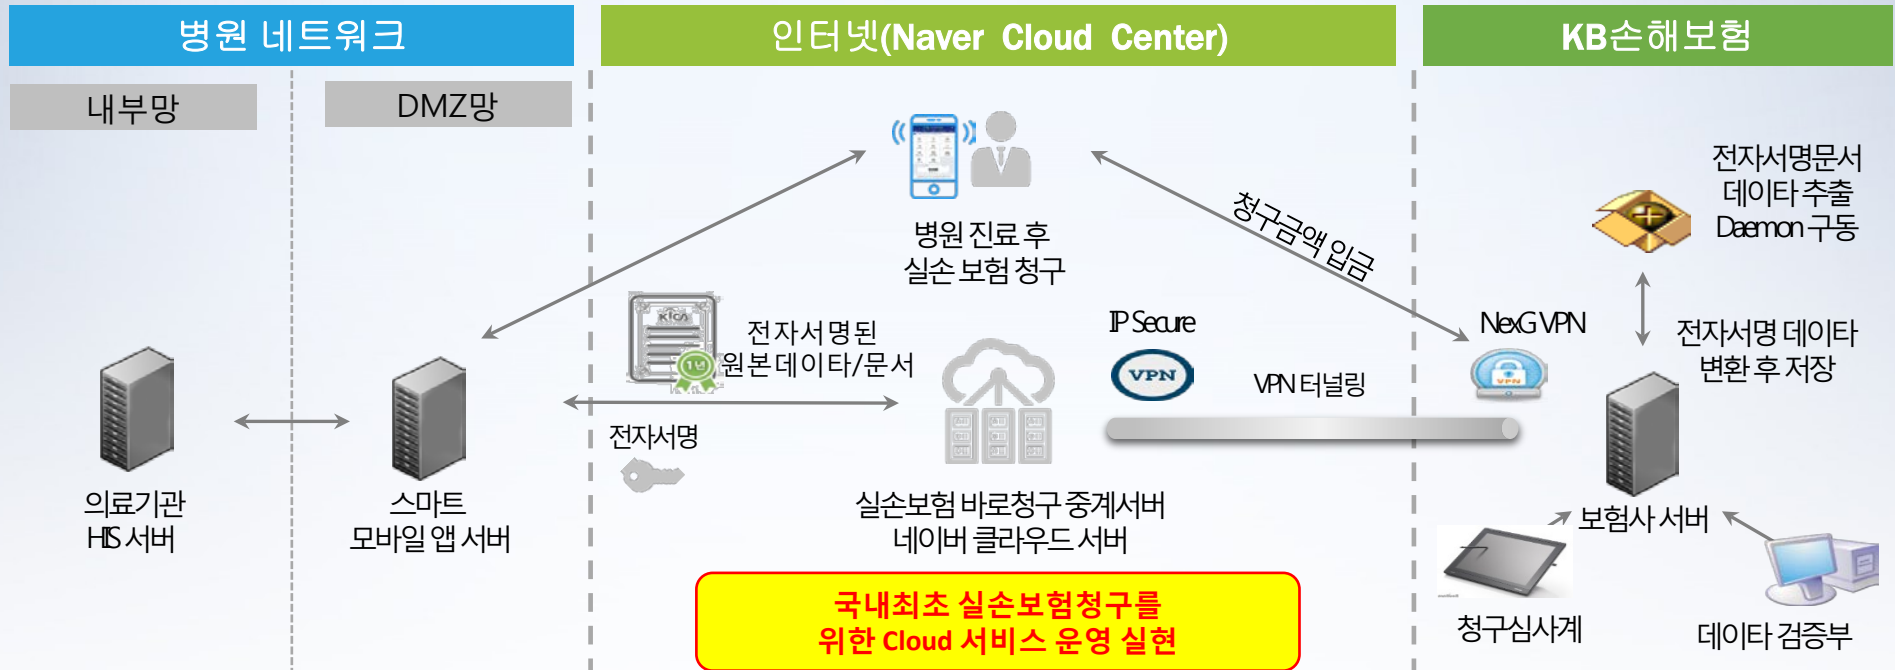 병원 네트워크
인터넷(Naver Cloud Center)
KB손해보험
내부망
DMZ망
의료기관
HIS 서버
스마트
모바일 앱 서버
병원 진료 후
실손 보험 청구
청구금액 입금
KICA
1년
전자서명된
원본데이타/문서
전자서명
IP Secure
VPN
VPN 터널링
실손보험 바로청구 중계서버
네이버 클라우드 서버
국내최초 실손보험청구를
위한 Cloud 서비스 운영 실현
전자서명문서
데이타 추출
Daemon 구동
NexG VPN
VPN
전자서명 데이타
변환 후 저장
보험사 서버
청구심사계
데이타 검증부